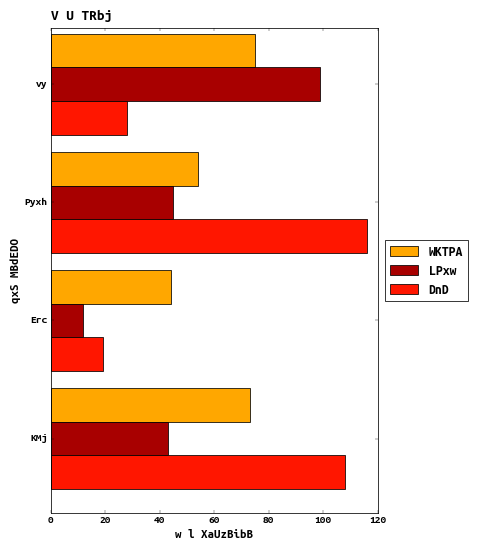 V U TRbj
vy
Pyxh
Erc
KMj
qxS MBdEDO
0 20 40 60 80 100 120
w l XaUzBibB
WKTPA
LPxw
DnD